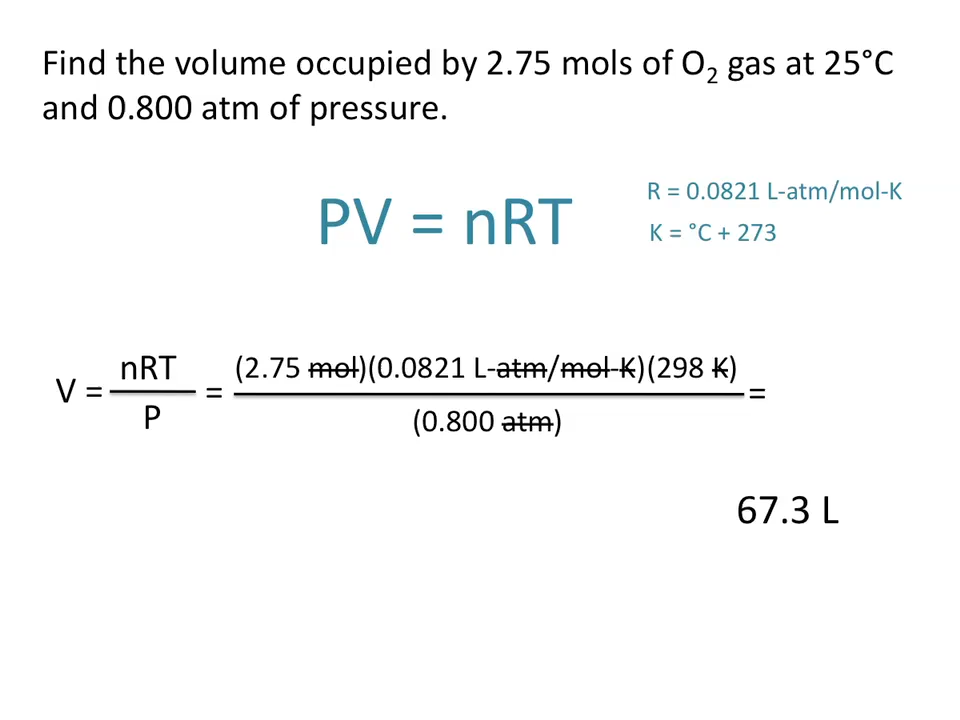 Find the volume occupied by 2.75 mols of O₂ gas at 25°C
and 0.800 atm of pressure.
PV = nRT
R = 0.0821 L-atm/mol-K
K = °C + 273
V = nRT / P = (2.75 mol)(0.0821 L-atm/mol-K)(298 K) / (0.800 atm) =
67.3 L